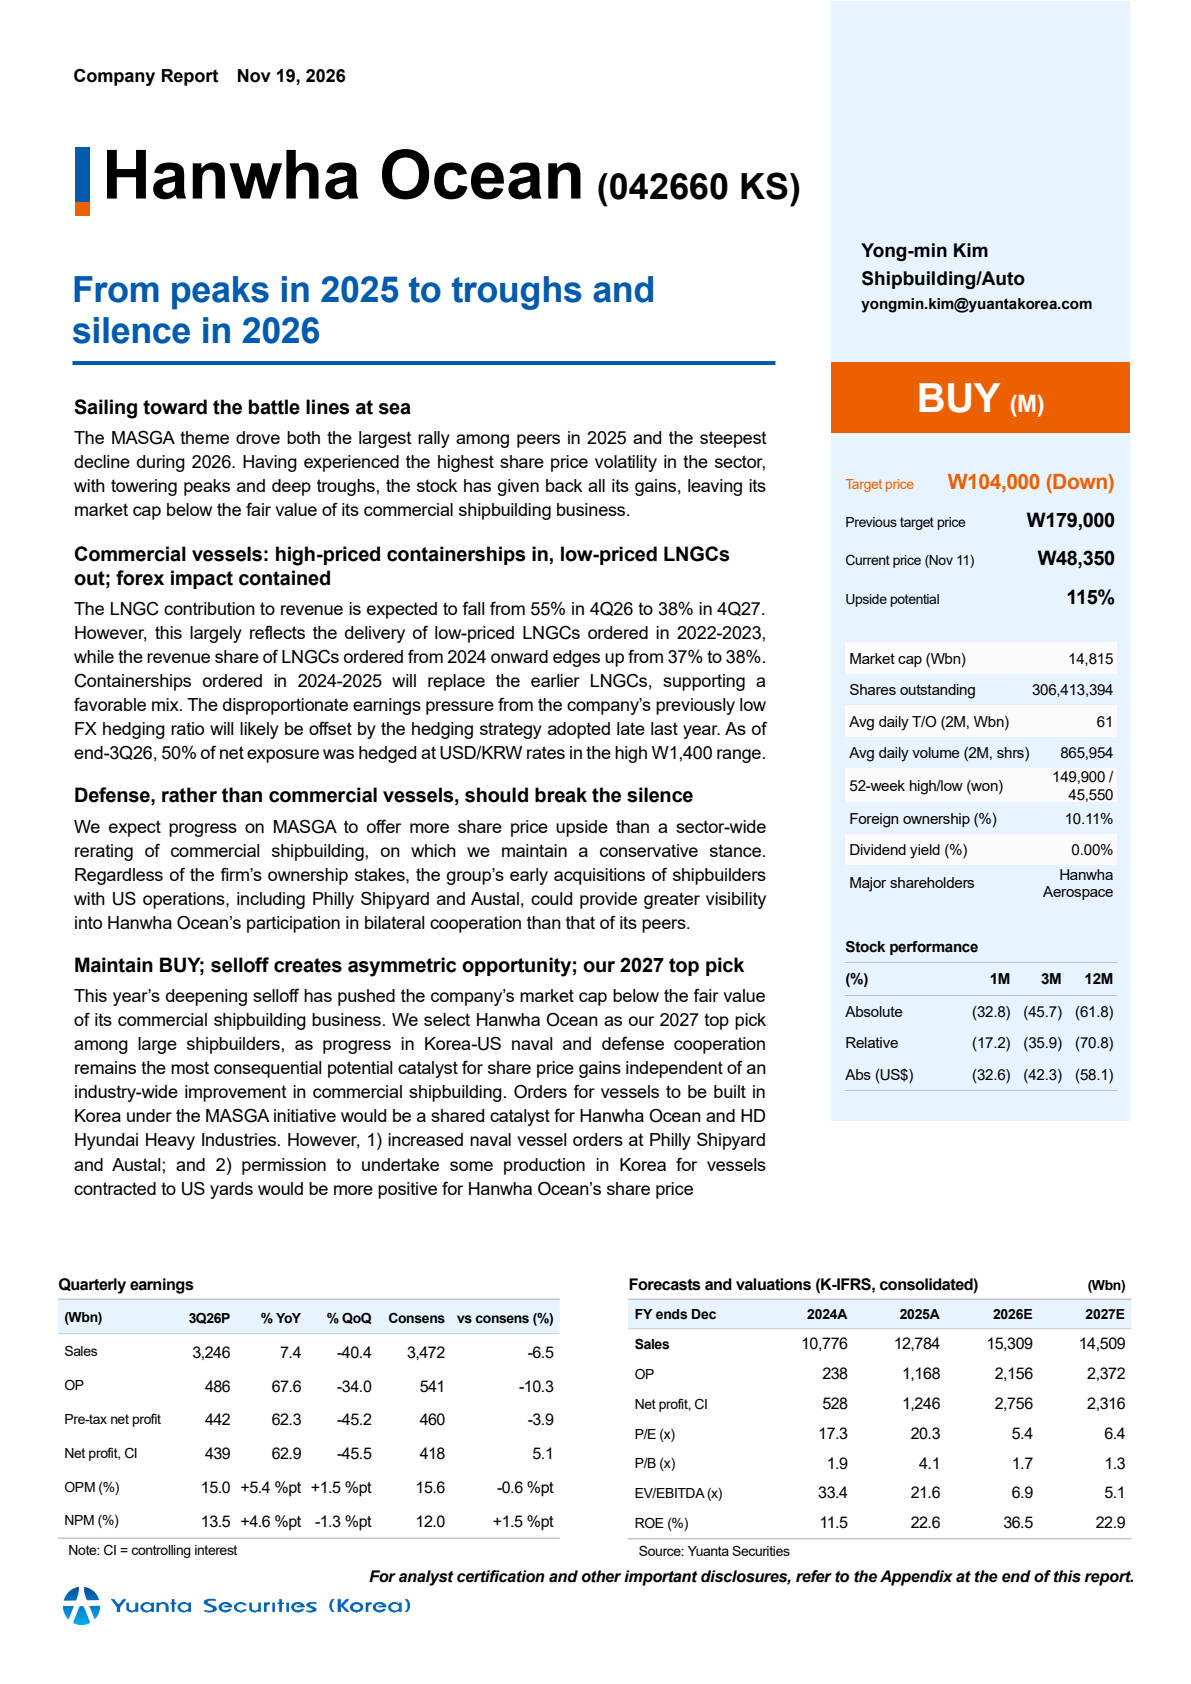 Company Report Nov 19, 2026
Hanwha Ocean (042660 KS)
From peaks in 2025 to troughs and
silence in 2026
Sailing toward the battle lines at sea
The MASGA theme drove both the largest rally among peers in 2025 and the steepest
decline during 2026. Having experienced the highest share price volatility in the sector,
with towering peaks and deep troughs, the stock has given back all its gains, leaving its
market cap below the fair value of its commercial shipbuilding business.
Commercial vessels: high-priced containerships in, low-priced LNGCs
out; forex impact contained
The LNGC contribution to revenue is expected to fall from 55% in 4Q26 to 38% in 4Q27.
However, this largely reflects the delivery of low-priced LNGCs ordered in 2022-2023,
while the revenue share of LNGCs ordered from 2024 onward edges up from 37% to 38%.
Containerships ordered in 2024-2025 will replace the earlier LNGCs, supporting a
favorable mix. The disproportionate earnings pressure from the company's previously low
FX hedging ratio will likely be offset by the hedging strategy adopted late last year. As of
end-3Q26, 50% of net exposure was hedged at USD/KRW rates in the high W1,400 range.
Defense, rather than commercial vessels, should break the silence
We expect progress on MASGA to offer more share price upside than a sector-wide
rerating of commercial shipbuilding, on which we maintain a conservative stance.
Regardless of the firm's ownership stakes, the group's early acquisitions of shipbuilders
with US operations, including Philly Shipyard and Austal, could provide greater visibility
into Hanwha Ocean's participation in bilateral cooperation than that of its peers.
Maintain BUY; selloff creates asymmetric opportunity; our 2027 top pick
This year's deepening selloff has pushed the company's market cap below the fair value
of its commercial shipbuilding business. We select Hanwha Ocean as our 2027 top pick
among large shipbuilders, as progress in Korea-US naval and defense cooperation
remains the most consequential potential catalyst for share price gains independent of an
industry-wide improvement in commercial shipbuilding. Orders for vessels to be built in
Korea under the MASGA initiative would be a shared catalyst for Hanwha Ocean and HD
Hyundai Heavy Industries. However, 1) increased naval vessel orders at Philly Shipyard
and Austal; and 2) permission to undertake some production in Korea for vessels
contracted to US yards would be more positive for Hanwha Ocean's share price
Yong-min Kim
Shipbuilding/Auto
yongmin.kim@yuantakorea.com
BUY (M)
Target price W104,000 (Down)
Previous target price W179,000
Current price (Nov 11) W48,350
Upside potential 115%
Market cap (Wbn) 14,815
Shares outstanding 306,413,394
Avg daily T/O (2M, Wbn) 61
Avg daily volume (2M, shrs) 865,954
52-week high/low (won) 149,900 /
45,550
Foreign ownership (%) 10.11%
Dividend yield (%) 0.00%
Major shareholders Hanwha
Aerospace
Stock performance
(%) 1M 3M 12M
Absolute (32.8) (45.7) (61.8)
Relative (17.2) (35.9) (70.8)
Abs (US$) (32.6) (42.3) (58.1)
Quarterly earnings
(Wbn) 3Q26P % YoY % QoQ Consens vs consens (%)
Sales 3,246 7.4 -40.4 3,472 -6.5
OP 486 67.6 -34.0 541 -10.3
Pre-tax net profit 442 62.3 -45.2 460 -3.9
Net profit, CI 439 62.9 -45.5 418 5.1
OPM (%) 15.0 +5.4 %pt +1.5 %pt 15.6 -0.6 %pt
NPM (%) 13.5 +4.6 %pt -1.3 %pt 12.0 +1.5 %pt
Note: CI = controlling interest
Forecasts and valuations (K-IFRS, consolidated) (Wbn)
FY ends Dec 2024A 2025A 2026E 2027E
Sales 10,776 12,784 15,309 14,509
OP 238 1,168 2,156 2,372
Net profit, CI 528 1,246 2,756 2,316
P/E (x) 17.3 20.3 5.4 6.4
P/B (x) 1.9 4.1 1.7 1.3
EV/EBITDA (x) 33.4 21.6 6.9 5.1
ROE (%) 11.5 22.6 36.5 22.9
Source: Yuanta Securities
For analyst certification and other important disclosures, refer to the Appendix at the end of this report.
Yuanta Securities (Korea)